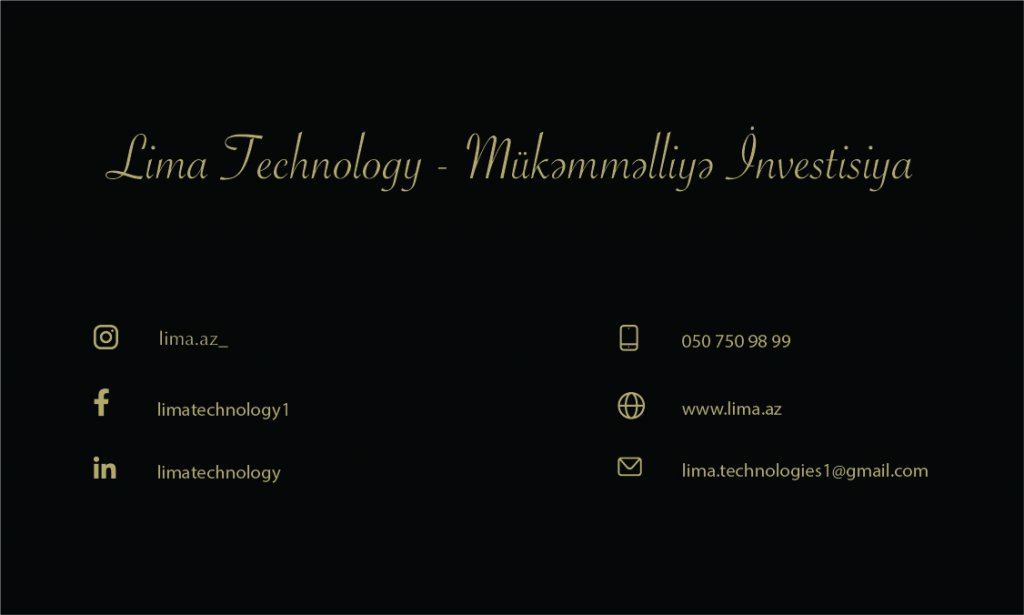 Lima Technology - Mükəmməlliyə İnvestisiya
lima.az_
limatechnology1
limatechnology
050 750 98 99
www.lima.az
lima.technologies1@gmail.com